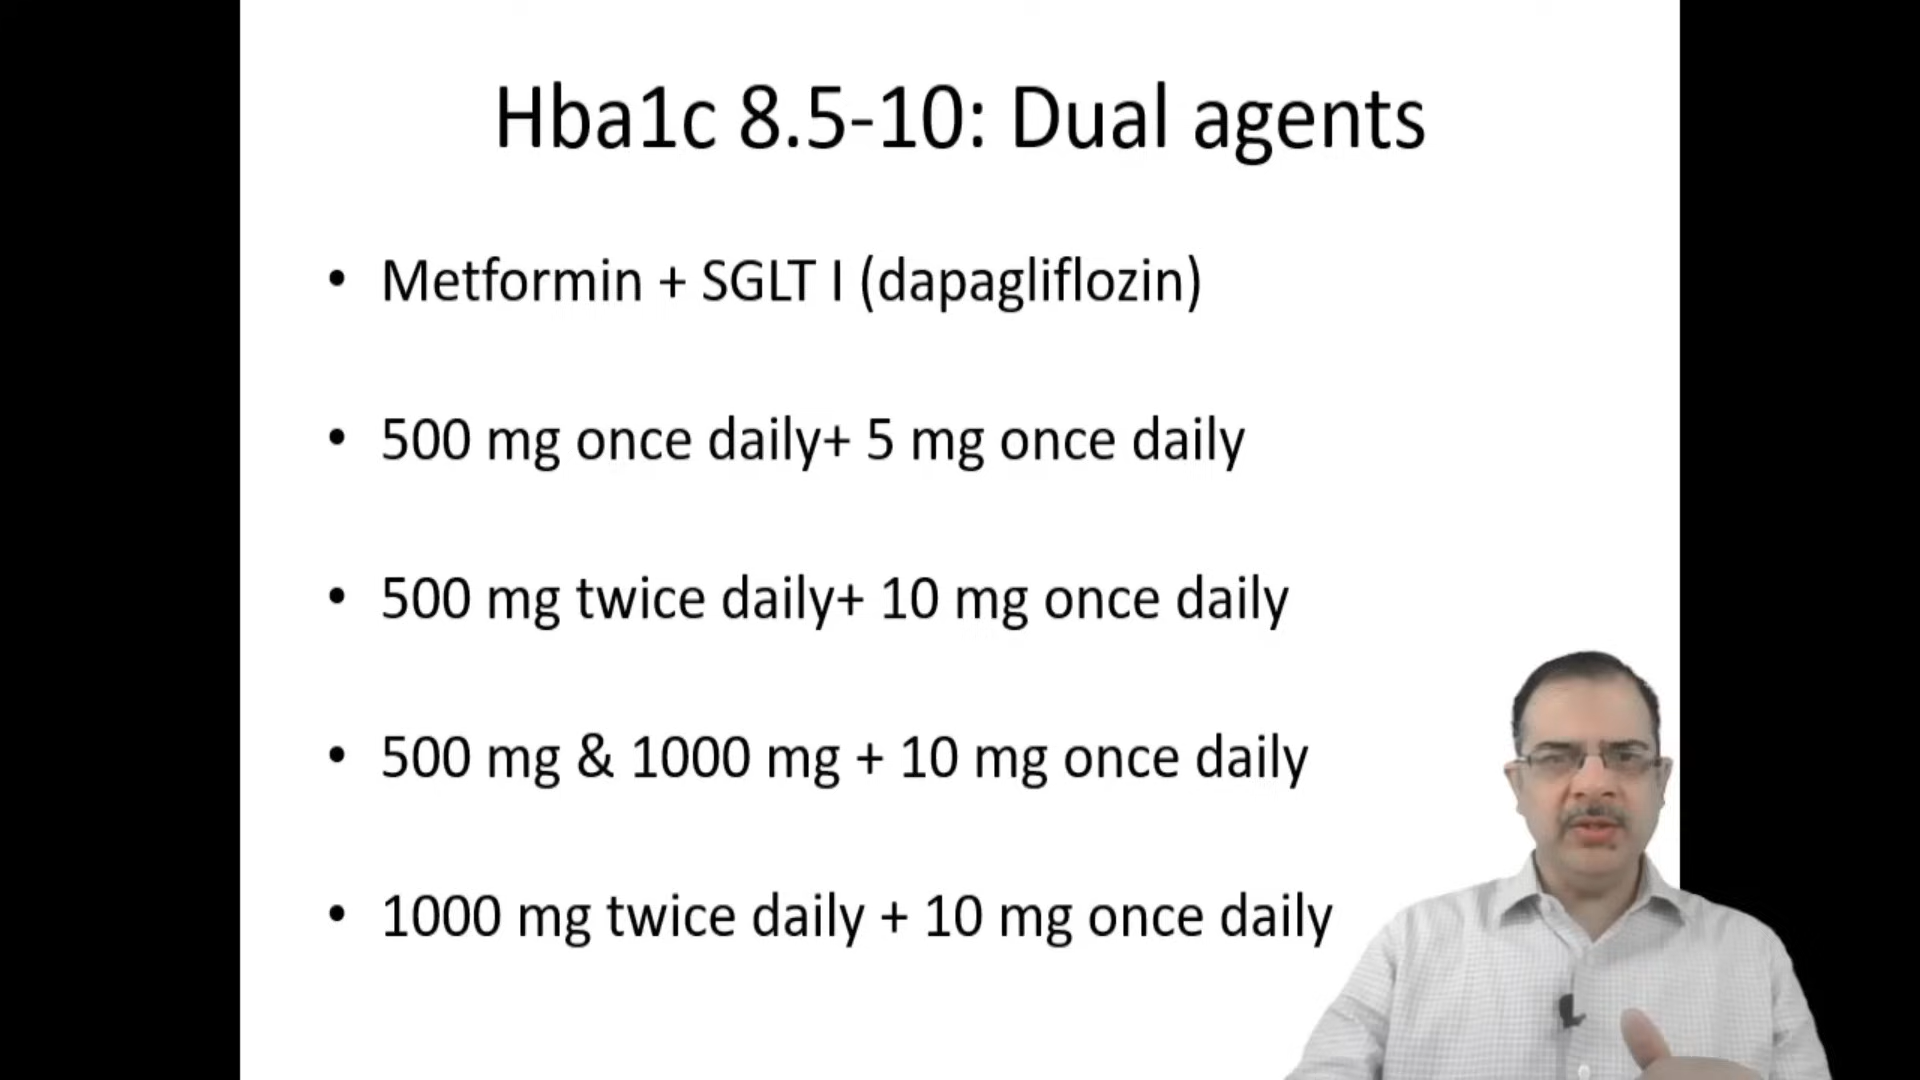 Hba1c 8.5-10: Dual agents
• Metformin + SGLT I (dapagliflozin)
• 500 mg once daily+ 5 mg once daily
• 500 mg twice daily+ 10 mg once daily
• 500 mg & 1000 mg + 10 mg once daily
• 1000 mg twice daily + 10 mg once daily